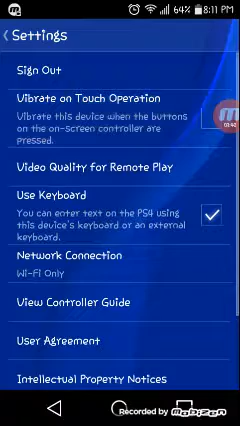 64% 8:11 PM
Settings
Sign Out
Vibrate on Touch Operation
Vibrate this device when the buttons
on the on-screen controller are
pressed.
Video Quality for Remote Play
Use Keyboard
You can enter text on the PS4 using
this device's keyboard or an external
keyboard.
Network Connection
Wi-Fi Only
View Controller Guide
User Agreement
Intellectual Property Notices
Recorded by mobizen